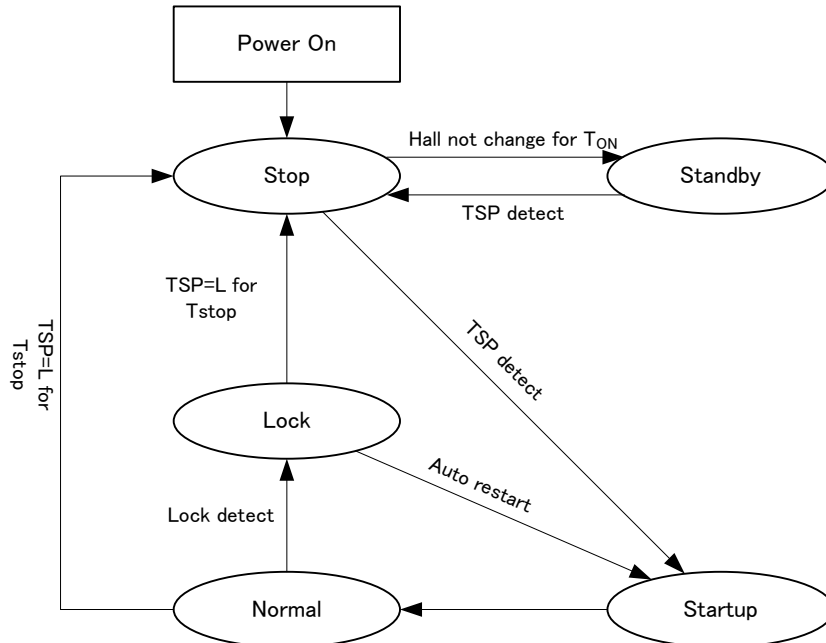 Power On
Hall not change for TON
Stop
Standby
TSP detect
TSP=L for
Tstop
TSP=L for
Tstop
TSP detect
Lock
Auto restart
Lock detect
Normal
Startup